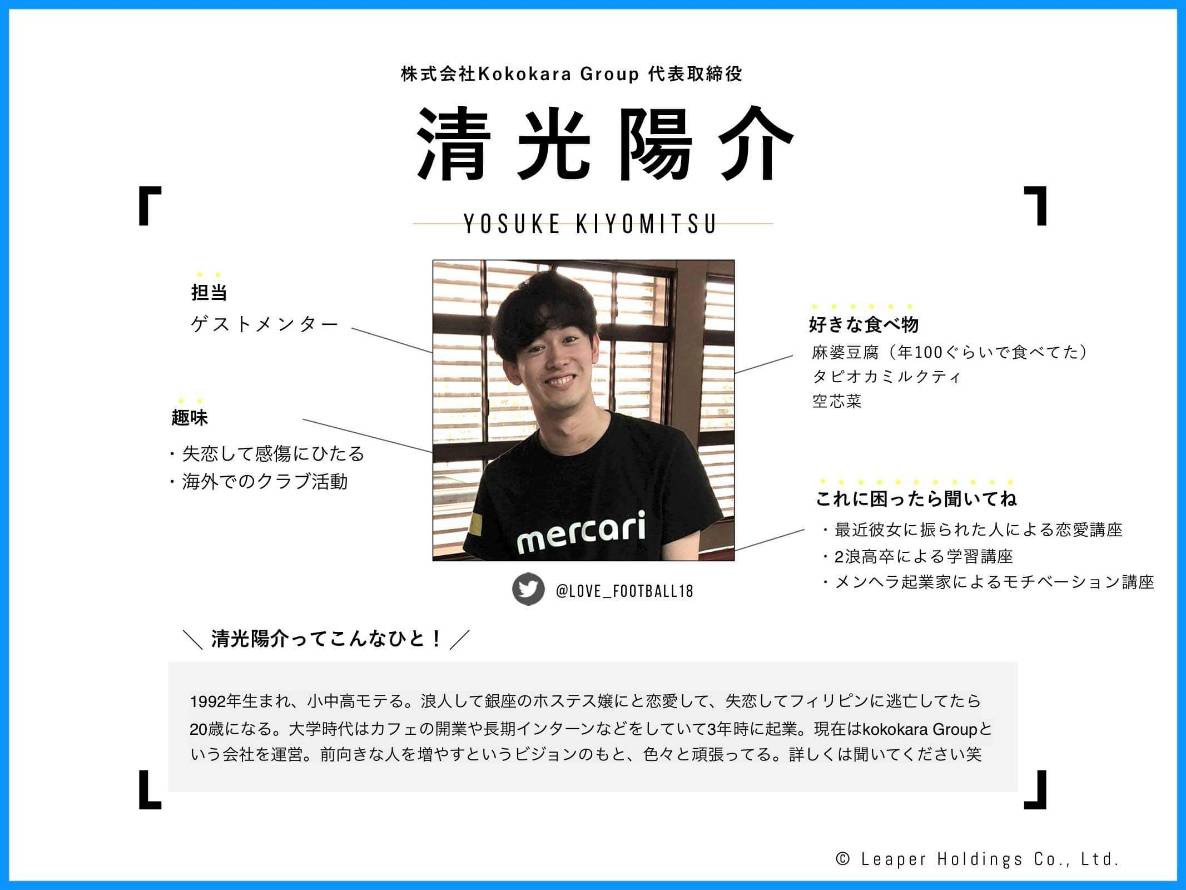 株式会社Kokokara Group 代表取締役
清光陽介
YOSUKE KIYOMITSU
担当
ゲストメンター
趣味
・失恋して感傷にひたる
・海外でのクラブ活動
好きな食べ物
麻婆豆腐（年100ぐらいで食べてた）
タピオカミルクティ
空芯菜
これに困ったら聞いてね
・最近彼女に振られた人による恋愛講座
・2浪高卒による学習講座
・メンヘラ起業家によるモチベーション講座
mercari
@LOVE_FOOTBALL18
＼ 清光陽介ってこんなひと！／
1992年生まれ、小中高モテる。浪人して銀座のホステス嬢にと恋愛して、失恋してフィリピンに逃亡してたら
20歳になる。大学時代はカフェの開業や長期インターンなどをしていて3年時に起業。現在はkokokara Groupと
いう会社を運営。前向きな人を増やすというビジョンのもと、色々と頑張ってる。詳しくは聞いてください笑
© Leaper Holdings Co., Ltd.